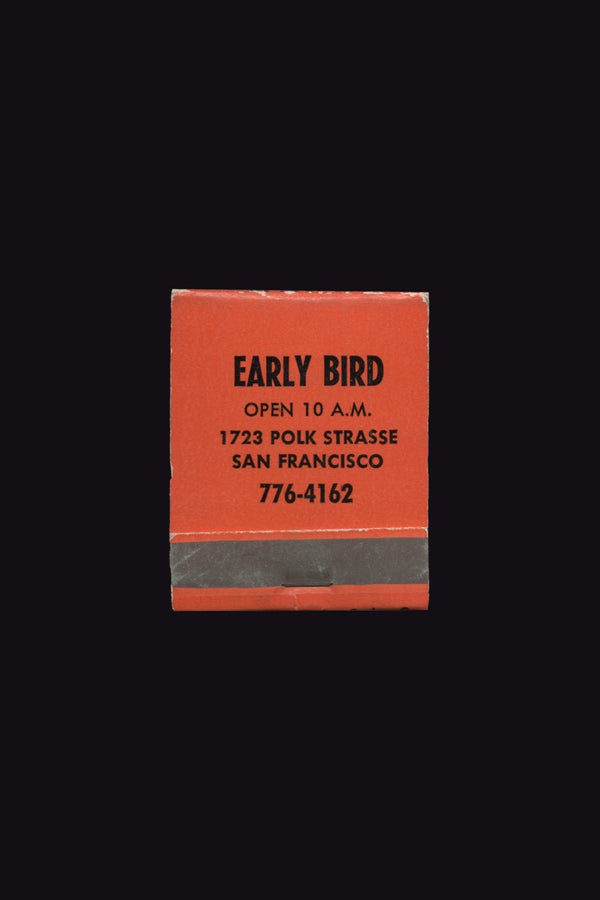 EARLY BIRD
OPEN 10 A.M.
1723 POLK STRASSE
SAN FRANCISCO
776-4162